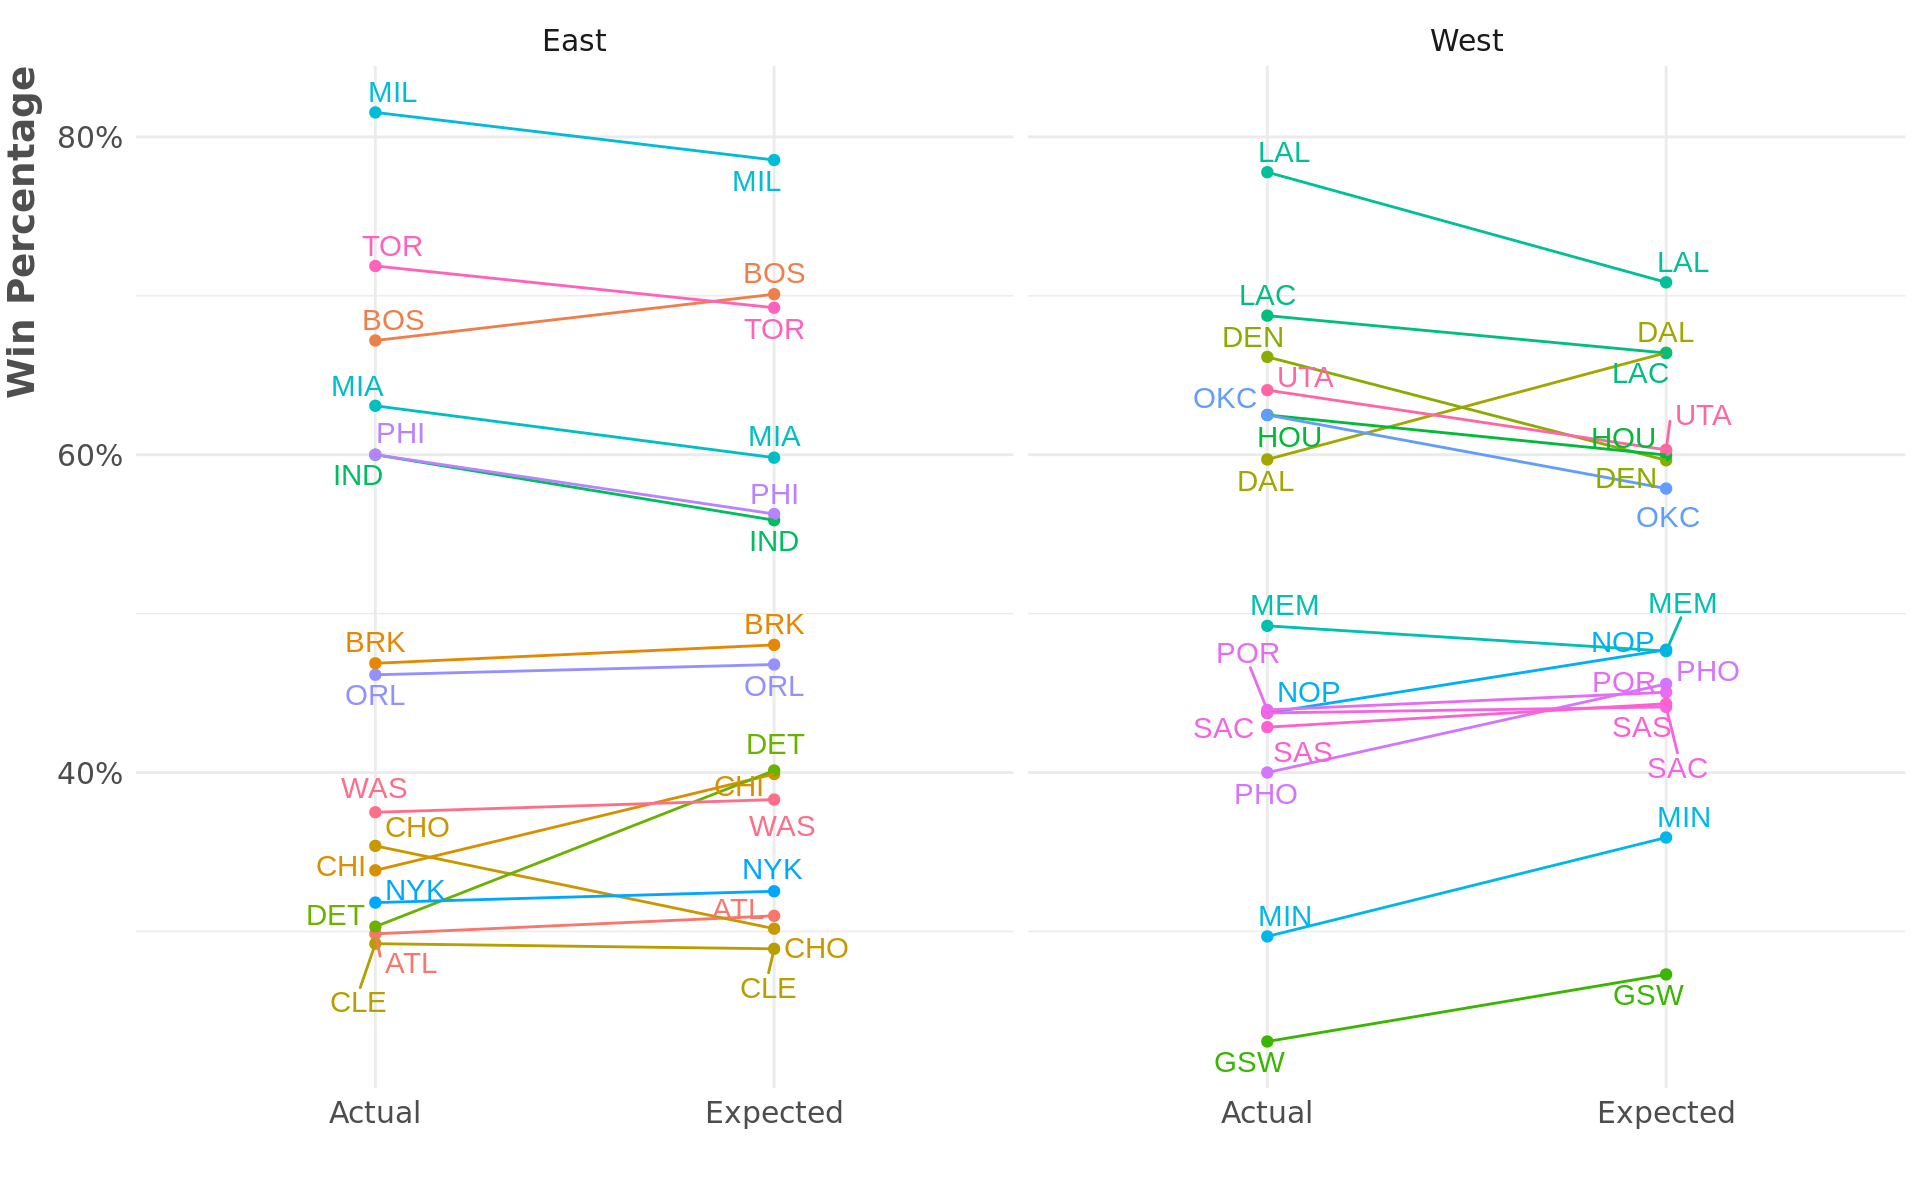 East
West
Win Percentage
80%
60%
40%
MIL
MIL
TOR
BOS
BOS
TOR
MIA
MIA
PHI
IND
PHI
IND
BRK
BRK
ORL
ORL
DET
WAS
CHI
CHO
WAS
CHI
NYK
NYK
DET
ATL
ATL
CHO
CLE
CLE
LAL
LAL
LAC
DEN
DAL
UTA
LAC
OKC
UTA
HOU
HOU
DAL
DEN
OKC
MEM
MEM
POR
NOP
NOP
PHO
POR
SAC
SAS
SAS
SAC
PHO
MIN
MIN
GSW
GSW
Actual
Expected
Actual
Expected